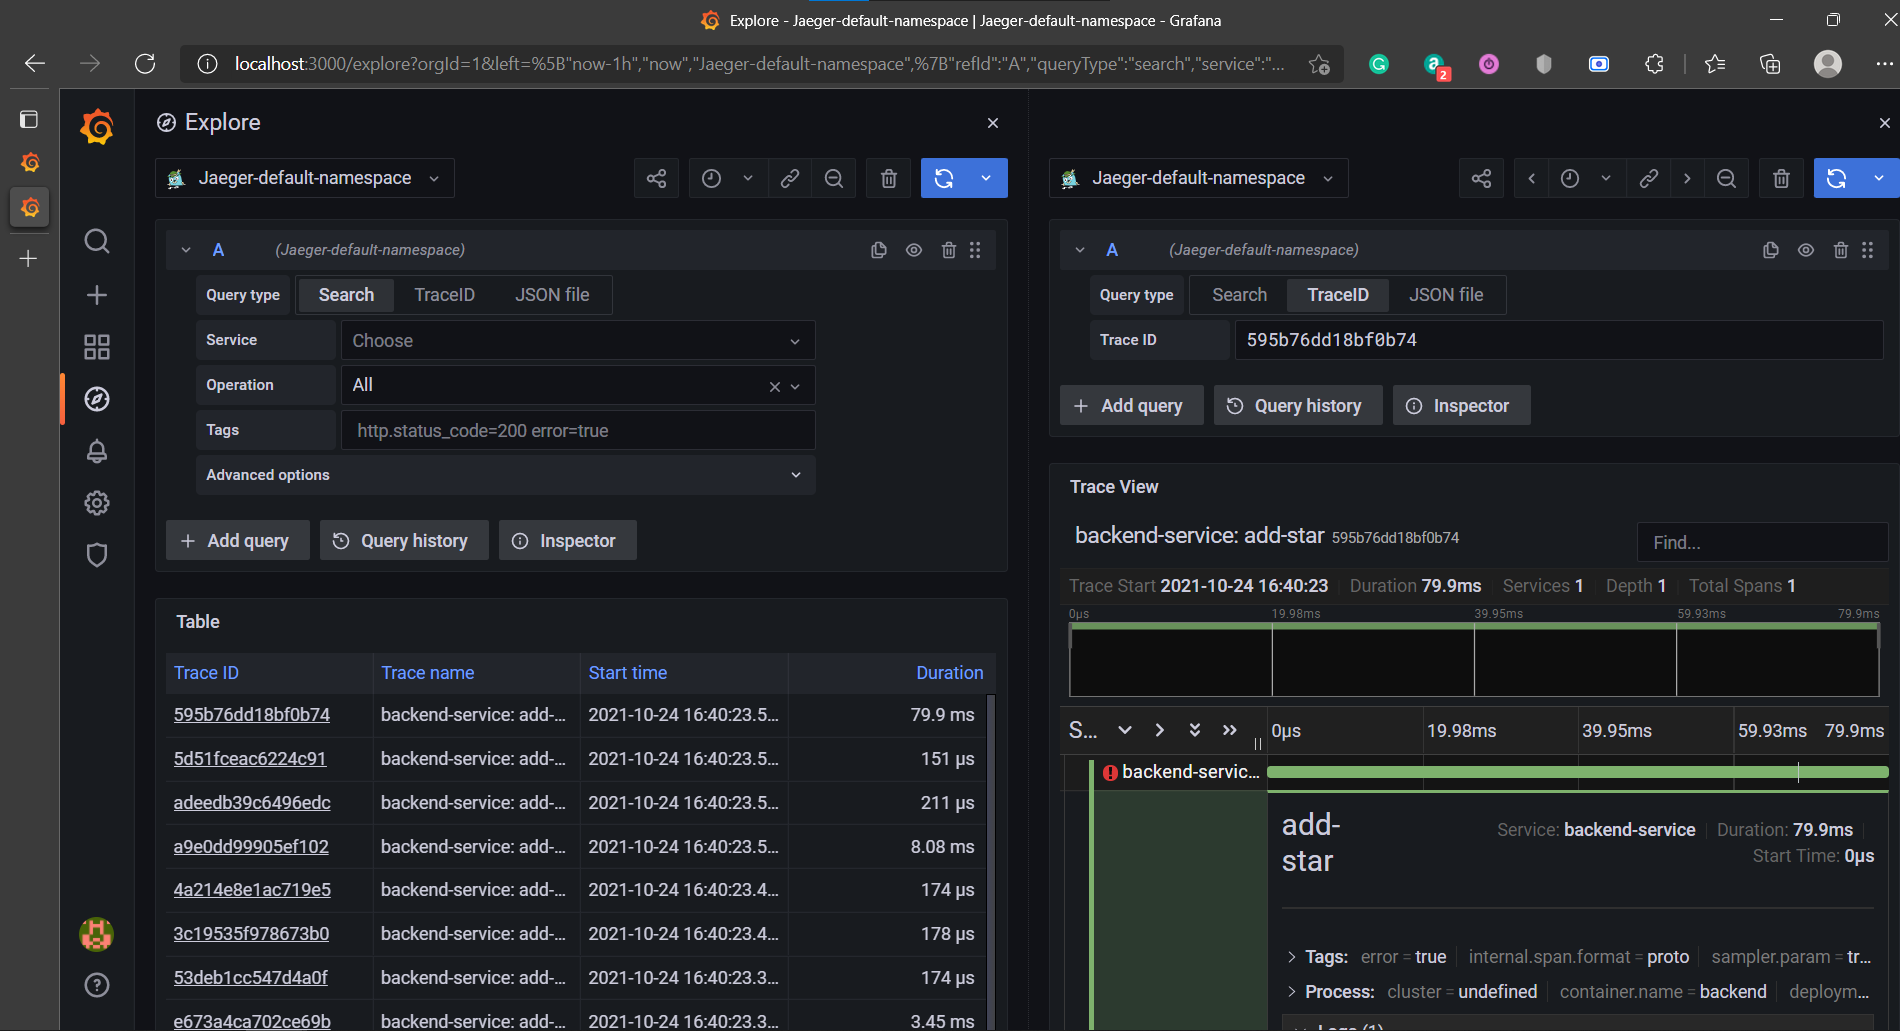 Explore - Jaeger-default-namespace | Jaeger-default-namespace - Grafana
localhost:3000/explore?orgId=1&left=%5B"now-1h","now","Jaeger-default-namespace",%7B"refId":"A","queryType":"search","service":"...
2
Explore
Jaeger-default-namespace
A (Jaeger-default-namespace)
Query type Search TraceID JSON file
Service Choose
Operation All
Tags http.status_code=200 error=true
Advanced options
+ Add query Query history Inspector
Table
Trace ID Trace name Start time Duration
595b76dd18bf0b74 backend-service: add-... 2021-10-24 16:40:23.5... 79.9 ms
5d51fceac6224c91 backend-service: add-... 2021-10-24 16:40:23.5... 151 µs
adeedb39c6496edc backend-service: add-... 2021-10-24 16:40:23.5... 211 µs
a9e0dd99905ef102 backend-service: add-... 2021-10-24 16:40:23.5... 8.08 ms
4a214e8e1ac719e5 backend-service: add-... 2021-10-24 16:40:23.4... 174 µs
3c19535f978673b0 backend-service: add-... 2021-10-24 16:40:23.4... 178 µs
53deb1cc547d4a0f backend-service: add-... 2021-10-24 16:40:23.3... 174 µs
e673a4ca702ce69b backend-service: add-... 2021-10-24 16:40:23.3... 3.45 ms
Jaeger-default-namespace
A (Jaeger-default-namespace)
Query type Search TraceID JSON file
Trace ID 595b76dd18bf0b74
+ Add query Query history Inspector
Trace View
backend-service: add-star 595b76dd18bf0b74
Find...
Trace Start 2021-10-24 16:40:23 Duration 79.9ms Services 1 Depth 1 Total Spans 1
0µs 19.98ms 39.95ms 59.93ms 79.9ms
S... 0µs 19.98ms 39.95ms 59.93ms 79.9ms
backend-servic...
add-
star
Service: backend-service Duration: 79.9ms
Start Time: 0µs
Tags: error = true internal.span.format = proto sampler.param = tr...
Process: cluster = undefined container.name = backend deploym...
Logs (1)